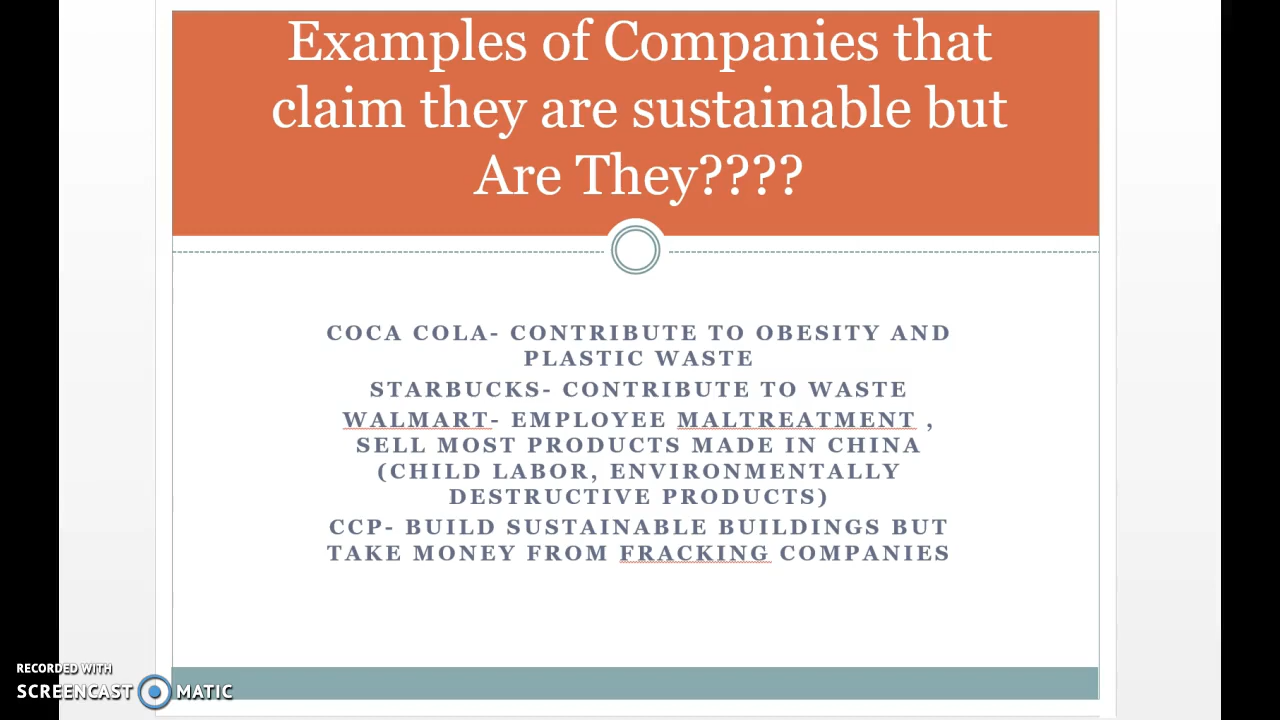 Examples of Companies that
claim they are sustainable but
Are They????
COCA COLA- CONTRIBUTE TO OBESITY AND
PLASTIC WASTE
STARBUCKS- CONTRIBUTE TO WASTE
WALMART- EMPLOYEE MALTREATMENT ,
SELL MOST PRODUCTS MADE IN CHINA
(CHILD LABOR, ENVIRONMENTALLY
DESTRUCTIVE PRODUCTS)
CCP- BUILD SUSTAINABLE BUILDINGS BUT
TAKE MONEY FROM FRACKING COMPANIES
RECORDED WITH
SCREENCAST MATIC